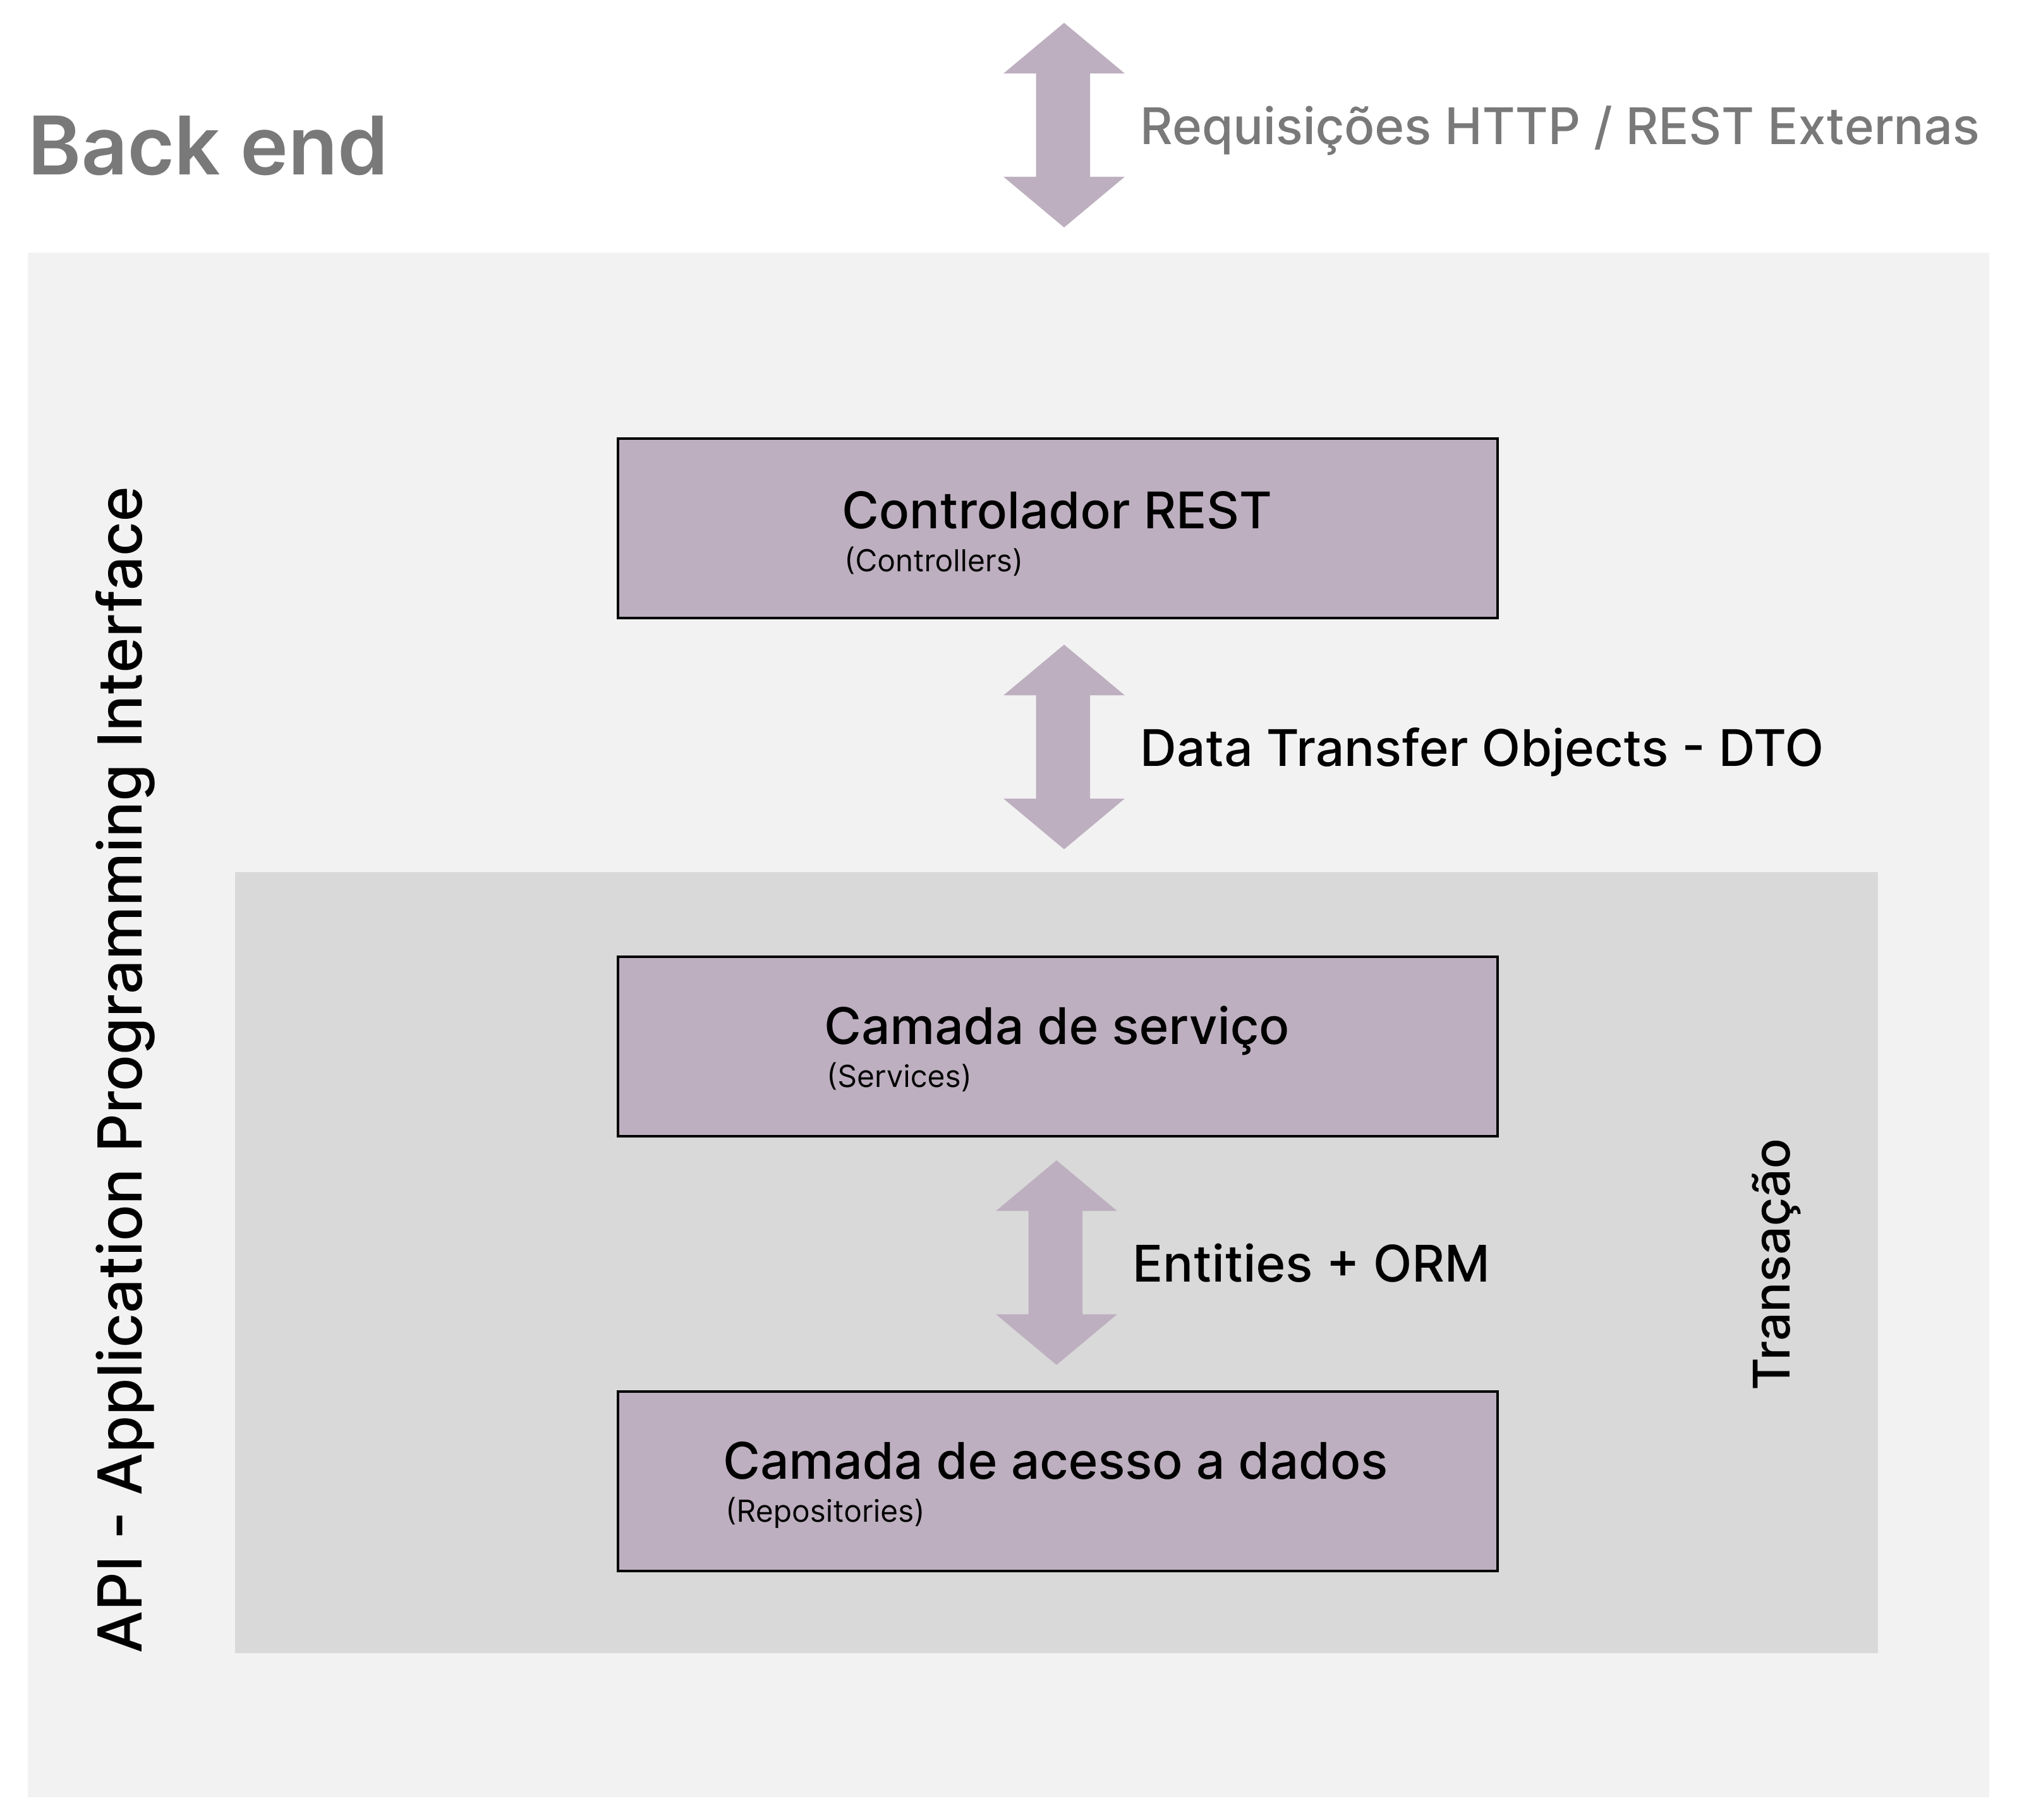 Back end
Requisições HTTP / REST Externas
API - Application Programming Interface
Controlador REST
(Controllers)
Data Transfer Objects - DTO
Camada de serviço
(Services)
Entities + ORM
Transação
Camada de acesso a dados
(Repositories)